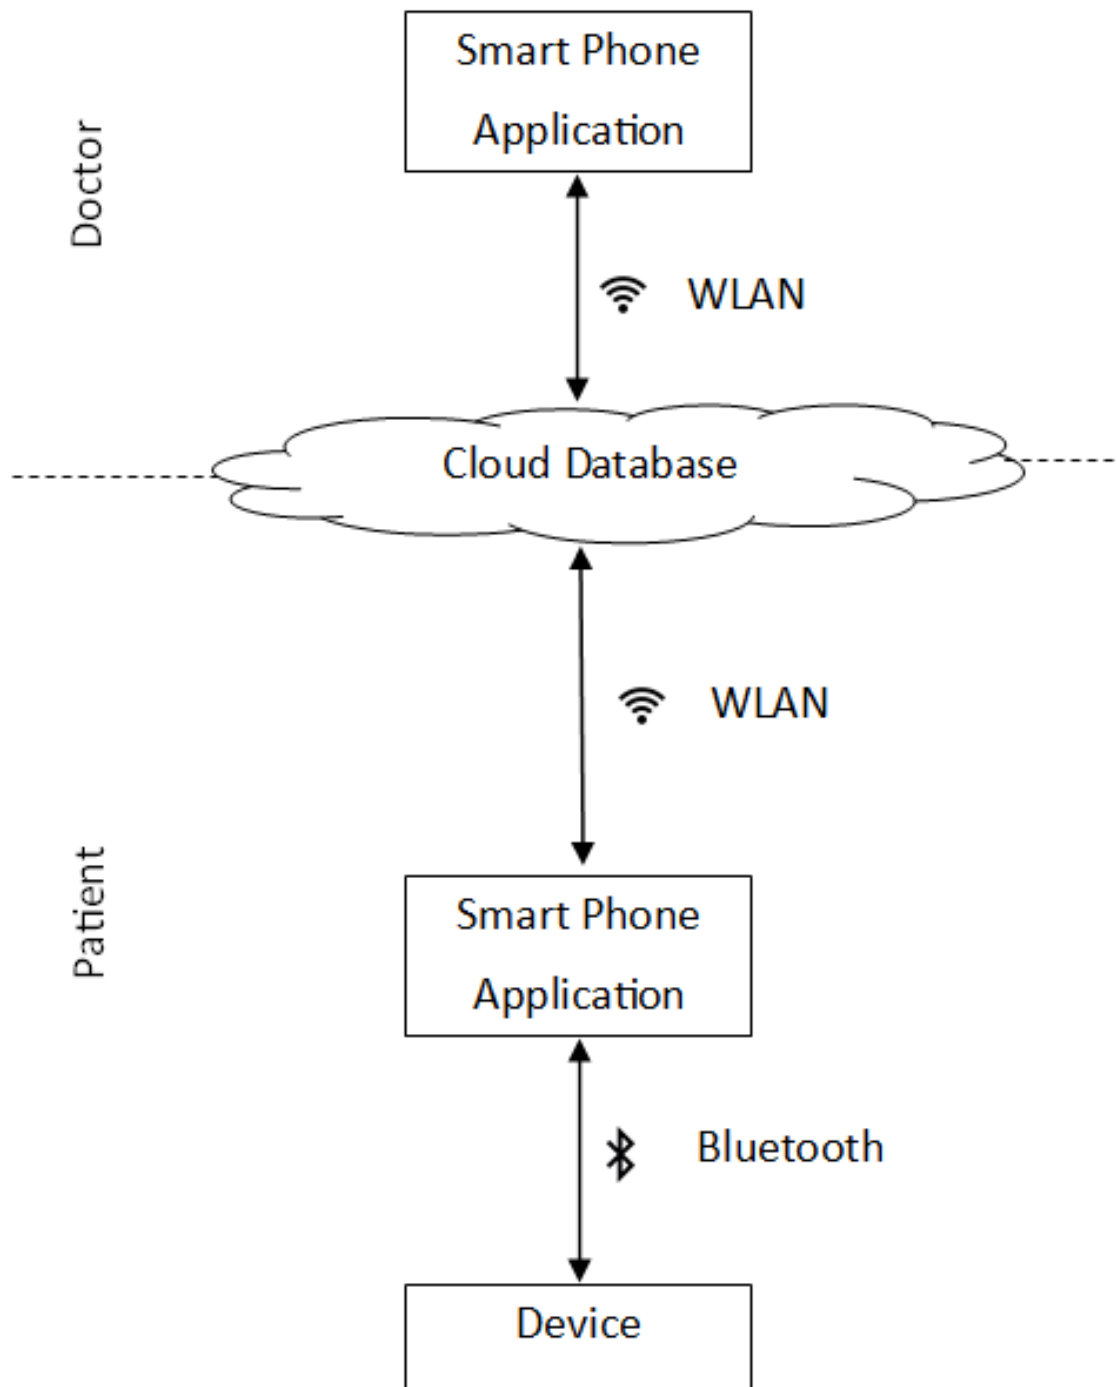 Smart Phone
Application
Doctor
WLAN
Cloud Database
WLAN
Patient
Smart Phone
Application
Bluetooth
Device